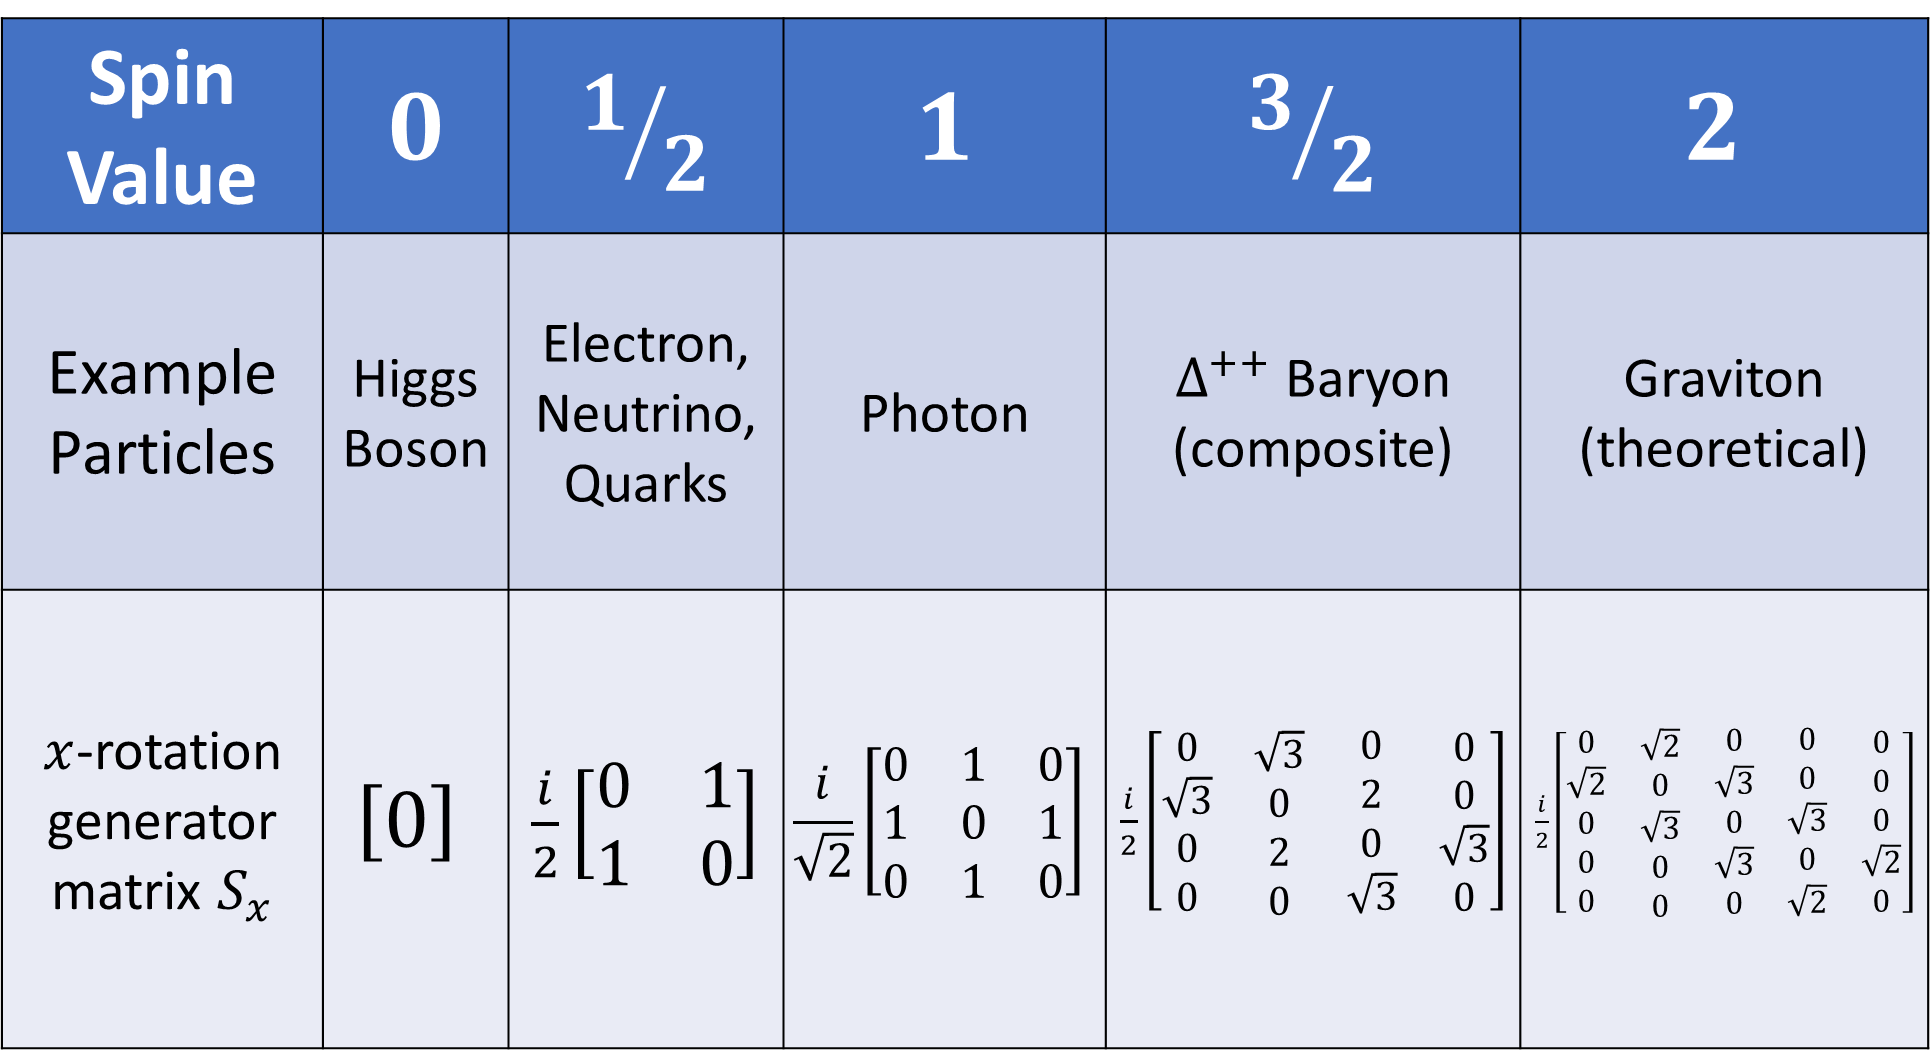 Spin Value 0 1/2 1 3/2 2
Example Particles
Higgs Boson
Electron, Neutrino, Quarks
Photon
Δ⁺⁺ Baryon (composite)
Graviton (theoretical)
x-rotation generator matrix Sₓ
[0]
i/2 [0 1
1 0]
i/√2 [0 1 0
1 0 1
0 1 0]
i/2 [0 √3 0 0
√3 0 2 0
0 2 0 √3
0 0 √3 0]
i/2 [0 √2 0 0 0
√2 0 √3 0 0
0 √3 0 √3 0
0 0 √3 0 √2
0 0 0 √2 0]